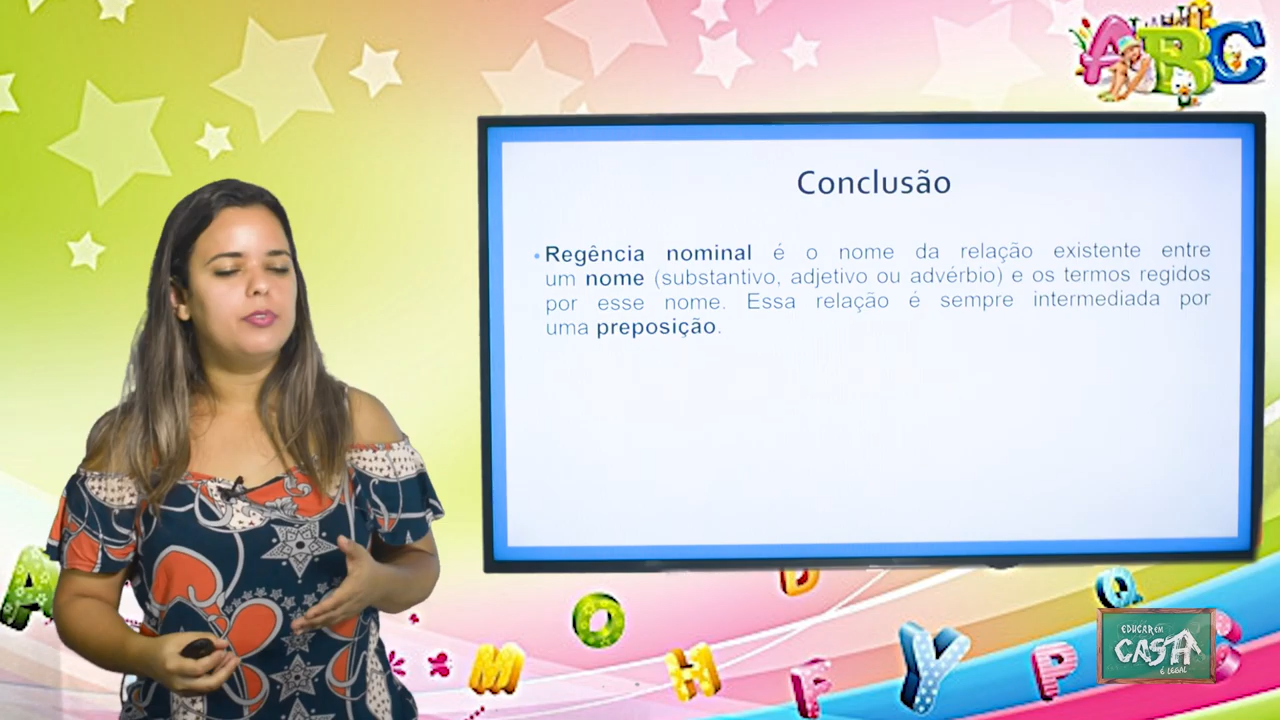 ABC
Conclusão
• Regência nominal é o nome da relação existente entre
um nome (substantivo, adjetivo ou advérbio) e os termos regidos
por esse nome. Essa relação é sempre intermediada por
uma preposição.
A
M
O
H
D
F
Y
P
Q
EDUCAR EM
CASA
É LEGAL